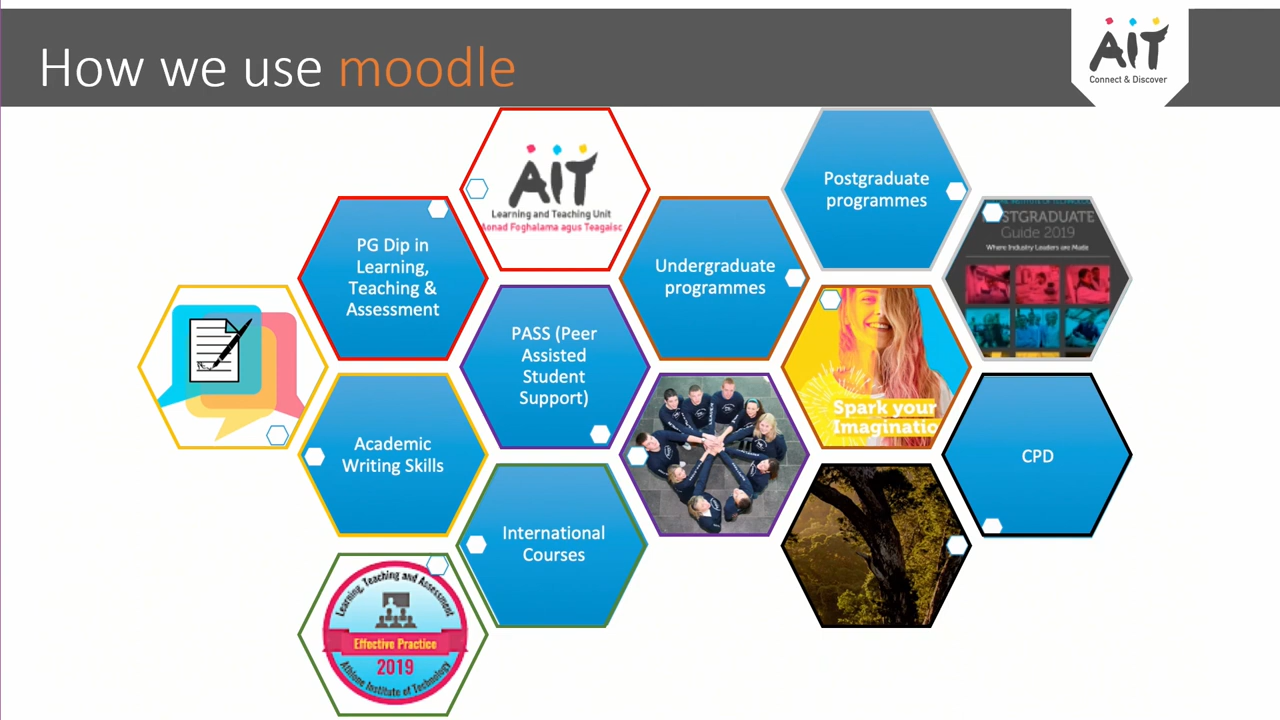 How we use moodle
AIT
Connect & Discover
AIT
Learning and Teaching Unit
Aonad Foghalama agus Teagaisc
Postgraduate
programmes
STGRADUATE
Guide 2019
Where Industry Leaders are Made
PG Dip in
Learning,
Teaching &
Assessment
Undergraduate
programmes
PASS (Peer
Assisted
Student
Support)
Spark your
Imaginatio
Academic
Writing Skills
CPD
International
Courses
Learning, Teaching and Assessment
Effective Practice
2019
Athlone Institute of Technology